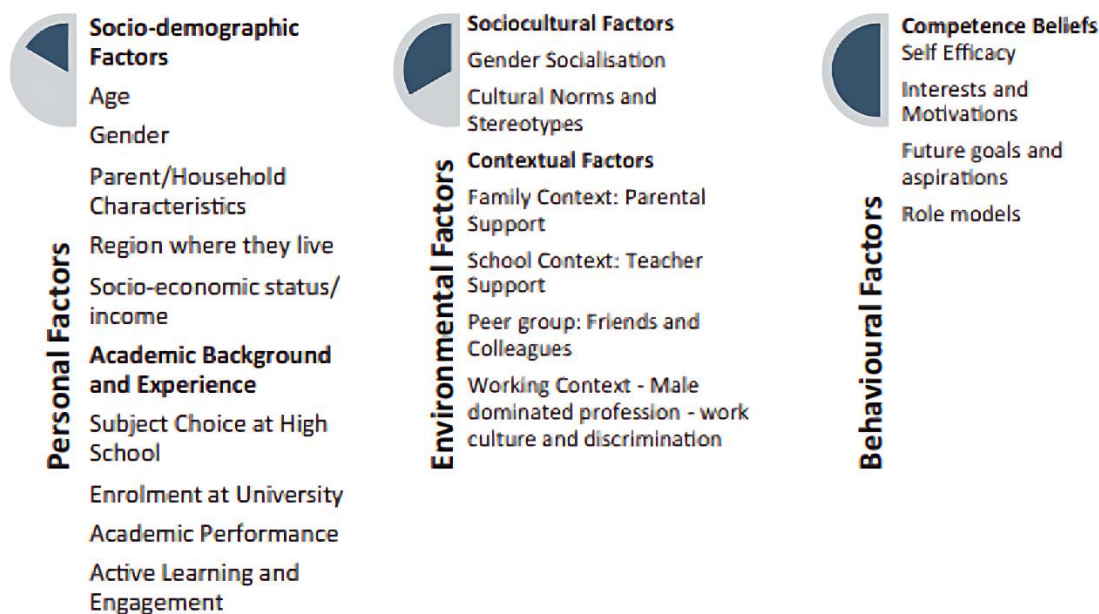 Personal Factors
Socio-demographic
Factors
Age
Gender
Parent/Household
Characteristics
Region where they live
Socio-economic status/
income
Academic Background
and Experience
Subject Choice at High
School
Enrolment at University
Academic Performance
Active Learning and
Engagement
Environmental Factors
Sociocultural Factors
Gender Socialisation
Cultural Norms and
Stereotypes
Contextual Factors
Family Context: Parental
Support
School Context: Teacher
Support
Peer group: Friends and
Colleagues
Working Context - Male
dominated profession - work
culture and discrimination
Behavioural Factors
Competence Beliefs
Self Efficacy
Interests and
Motivations
Future goals and
aspirations
Role models